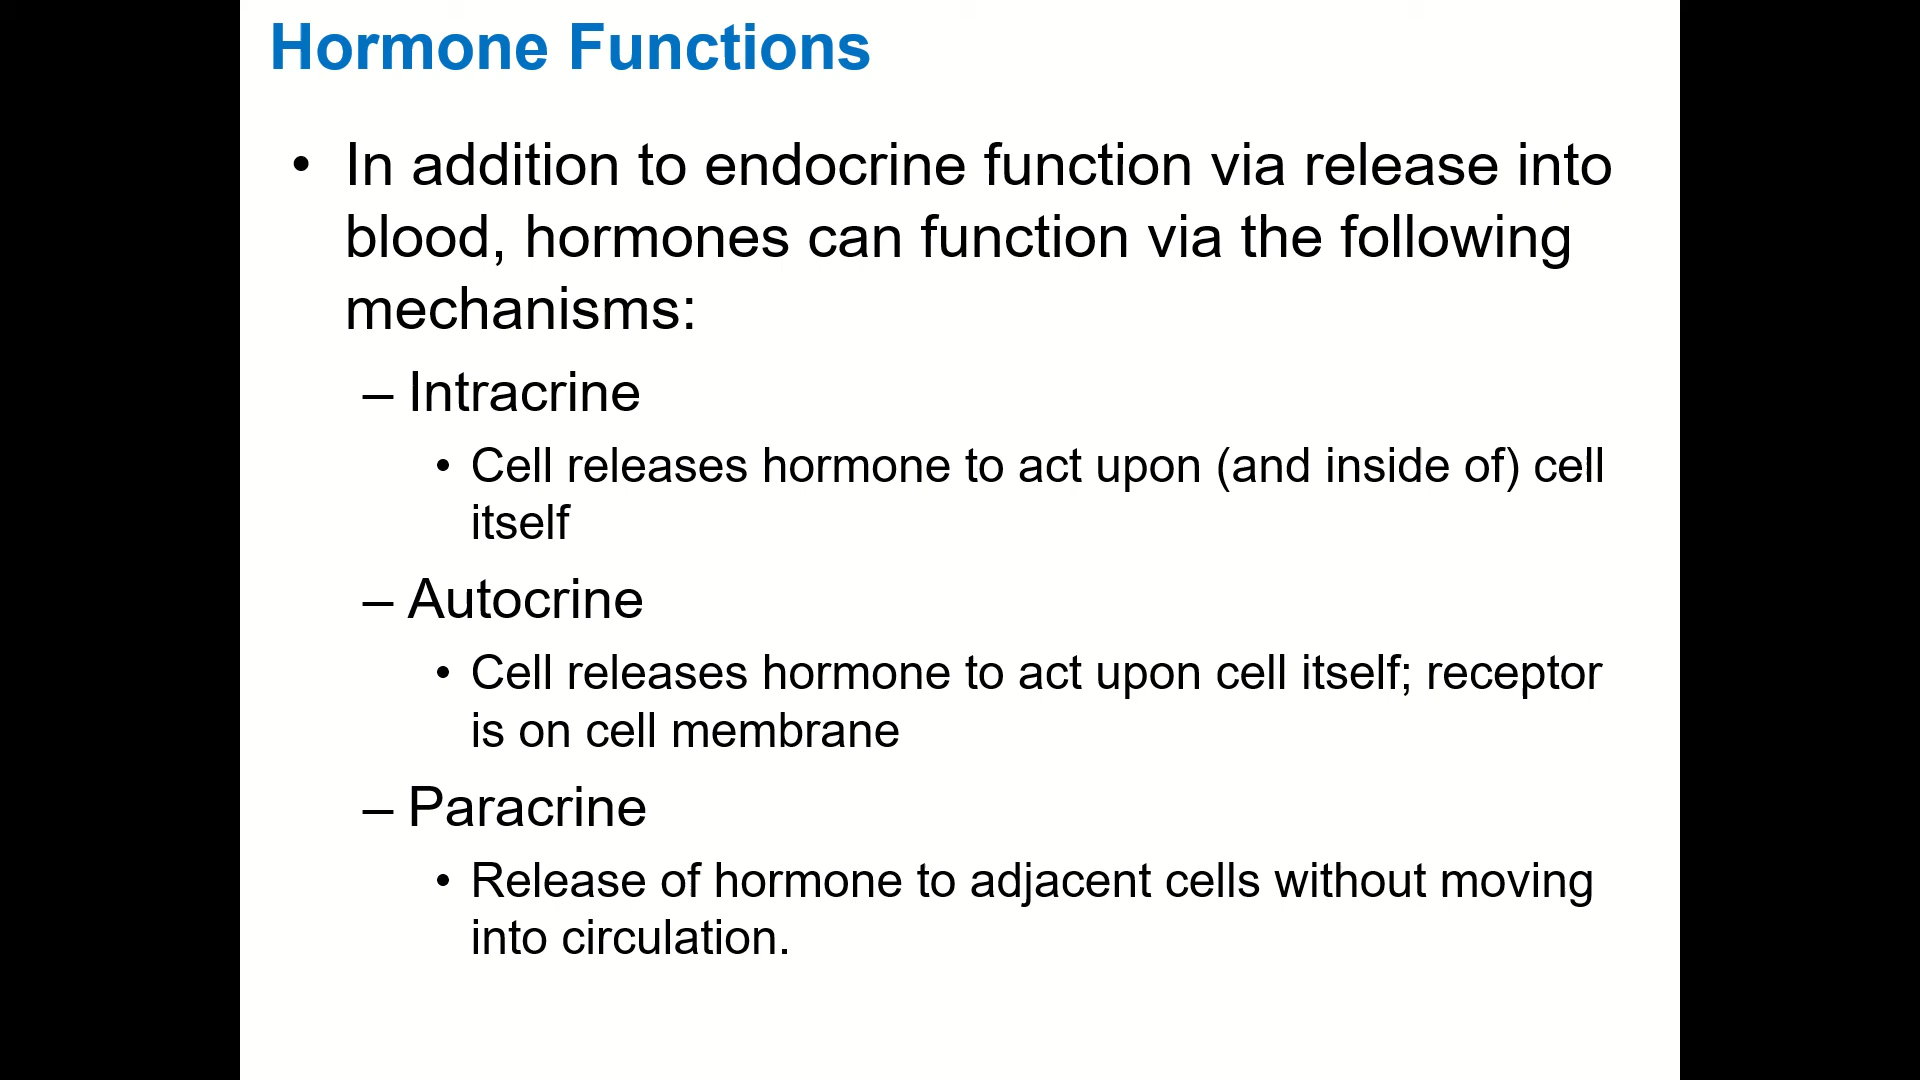 Hormone Functions
• In addition to endocrine function via release into
blood, hormones can function via the following
mechanisms:
– Intracrine
• Cell releases hormone to act upon (and inside of) cell
itself
– Autocrine
• Cell releases hormone to act upon cell itself; receptor
is on cell membrane
– Paracrine
• Release of hormone to adjacent cells without moving
into circulation.